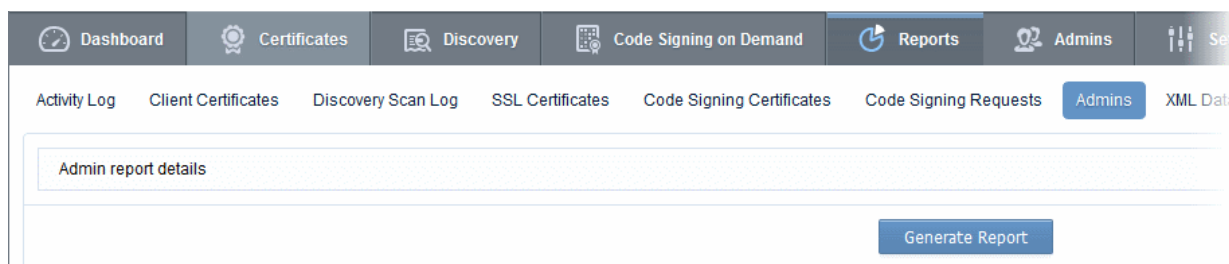 Dashboard Certificates Discovery Code Signing on Demand Reports Admins
Activity Log Client Certificates Discovery Scan Log SSL Certificates Code Signing Certificates Code Signing Requests Admins XML
Admin report details
Generate Report